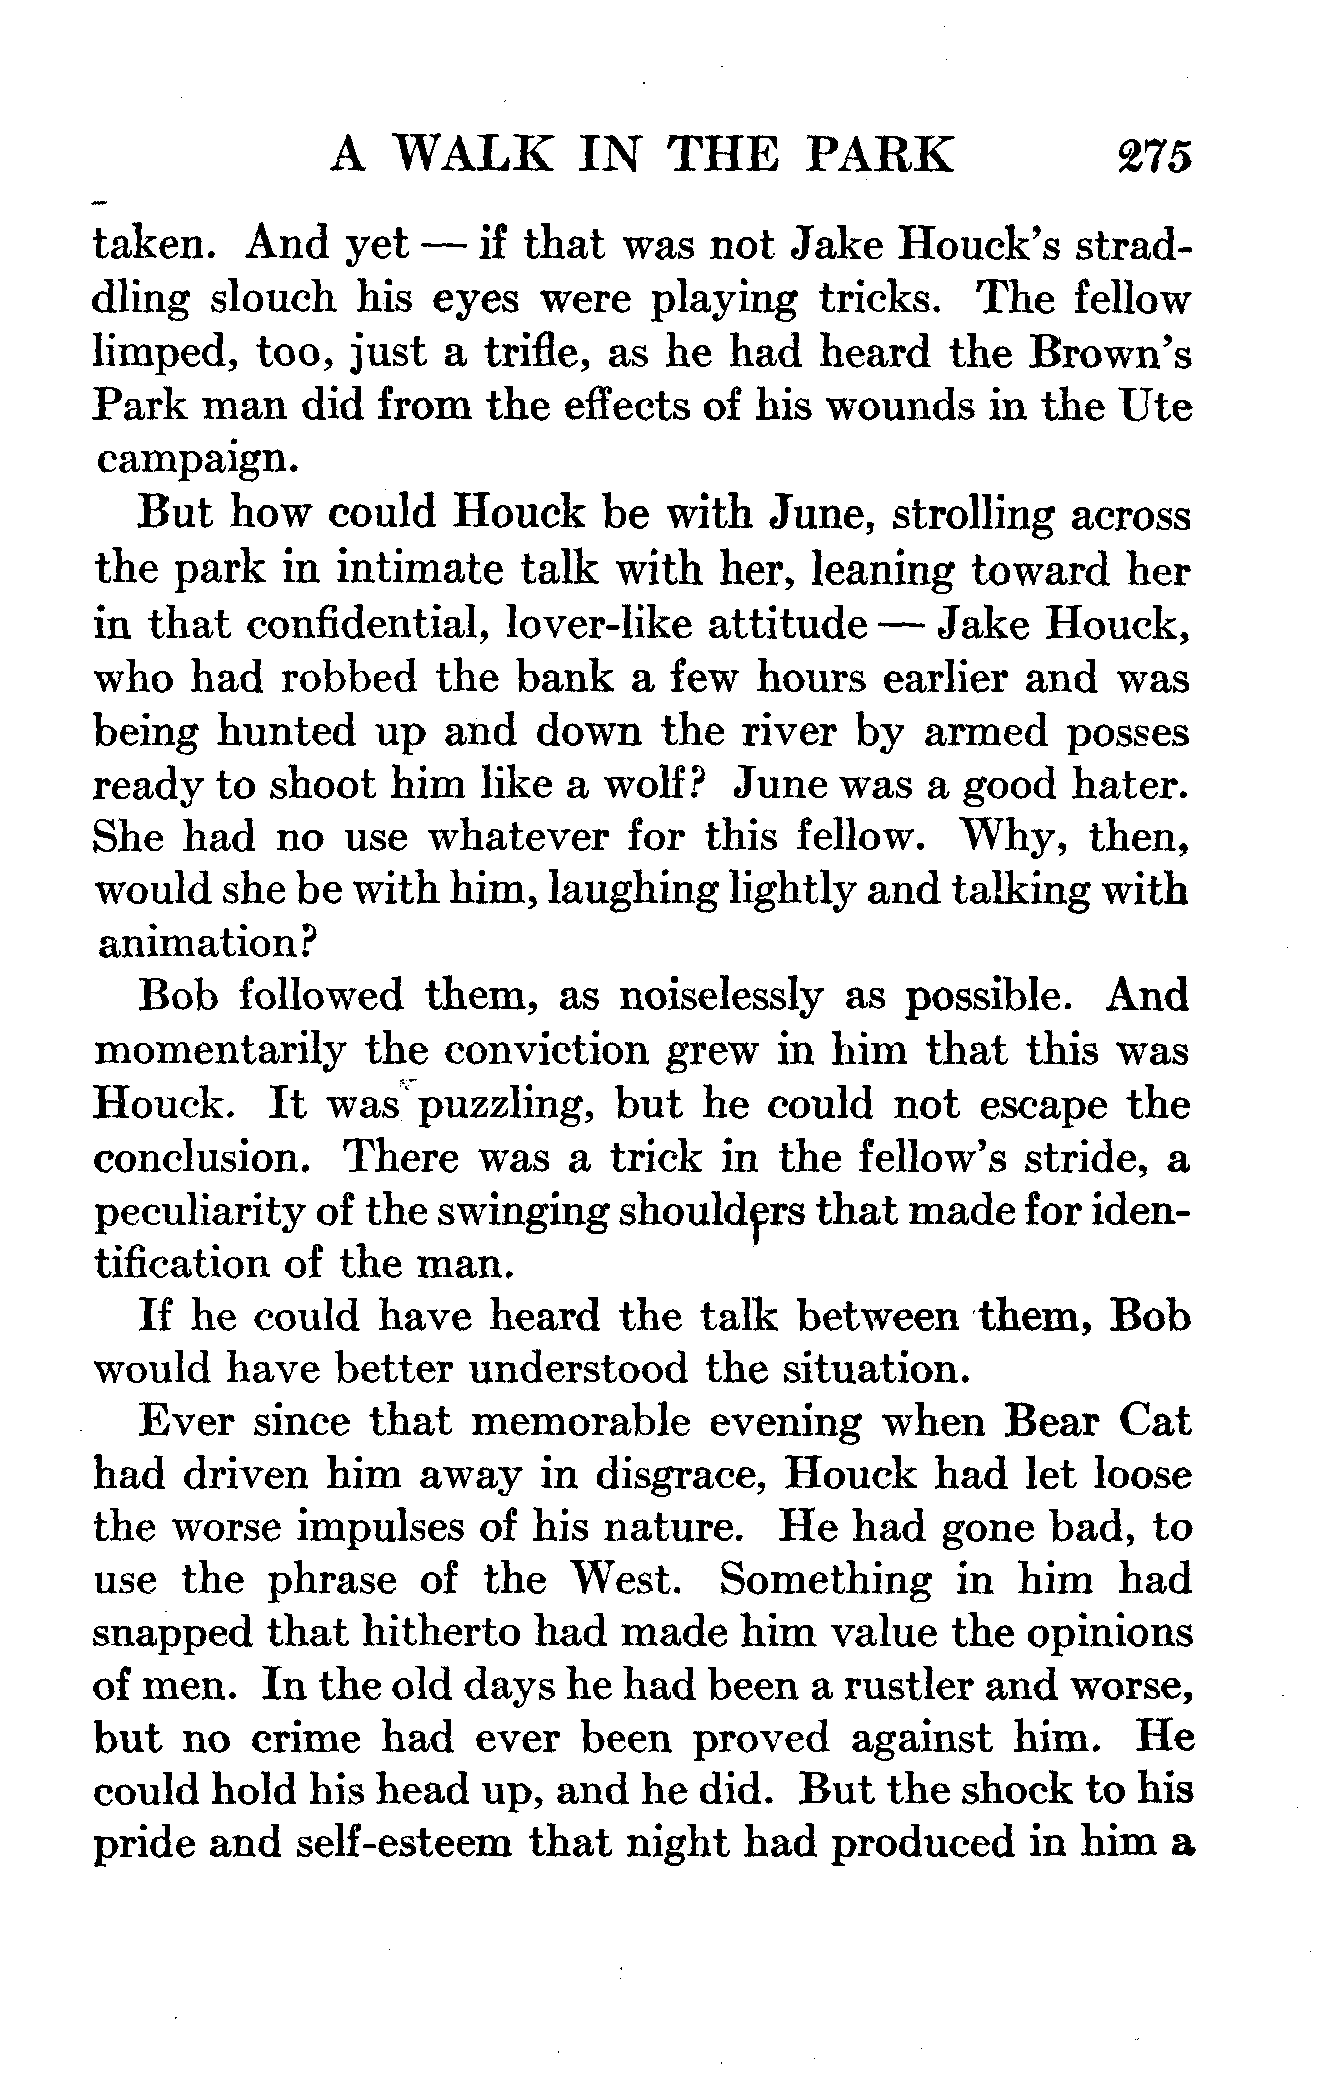 A WALK IN THE PARK 275
taken. And yet — if that was not Jake Houck's strad-
dling slouch his eyes were playing tricks. The fellow
limped, too, just a trifle, as he had heard the Brown's
Park man did from the effects of his wounds in the Ute
campaign.
But how could Houck be with June, strolling across
the park in intimate talk with her, leaning toward her
in that confidential, lover-like attitude — Jake Houck,
who had robbed the bank a few hours earlier and was
being hunted up and down the river by armed posses
ready to shoot him like a wolf? June was a good hater.
She had no use whatever for this fellow. Why, then,
would she be with him, laughing lightly and talking with
animation?
Bob followed them, as noiselessly as possible. And
momentarily the conviction grew in him that this was
Houck. It was puzzling, but he could not escape the
conclusion. There was a trick in the fellow's stride, a
peculiarity of the swinging shoulders that made for iden-
tification of the man.
If he could have heard the talk between them, Bob
would have better understood the situation.
Ever since that memorable evening when Bear Cat
had driven him away in disgrace, Houck had let loose
the worse impulses of his nature. He had gone bad, to
use the phrase of the West. Something in him had
snapped that hitherto had made him value the opinions
of men. In the old days he had been a rustler and worse,
but no crime had ever been proved against him. He
could hold his head up, and he did. But the shock to his
pride and self-esteem that night had produced in him a